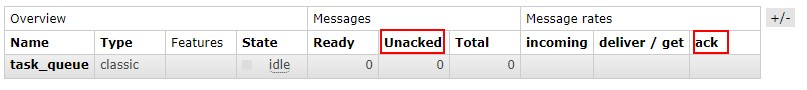 Overview Messages Message rates +/-
Name Type Features State Ready Unacked Total incoming deliver / get ack
task_queue classic idle 0 0 0